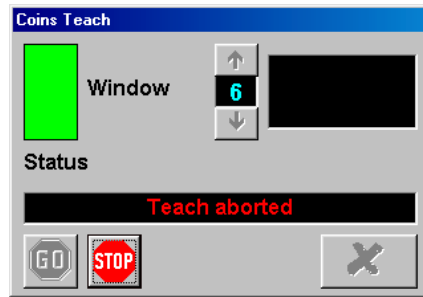 Coins Teach
Window
6
Status
Teach aborted
GO
STOP